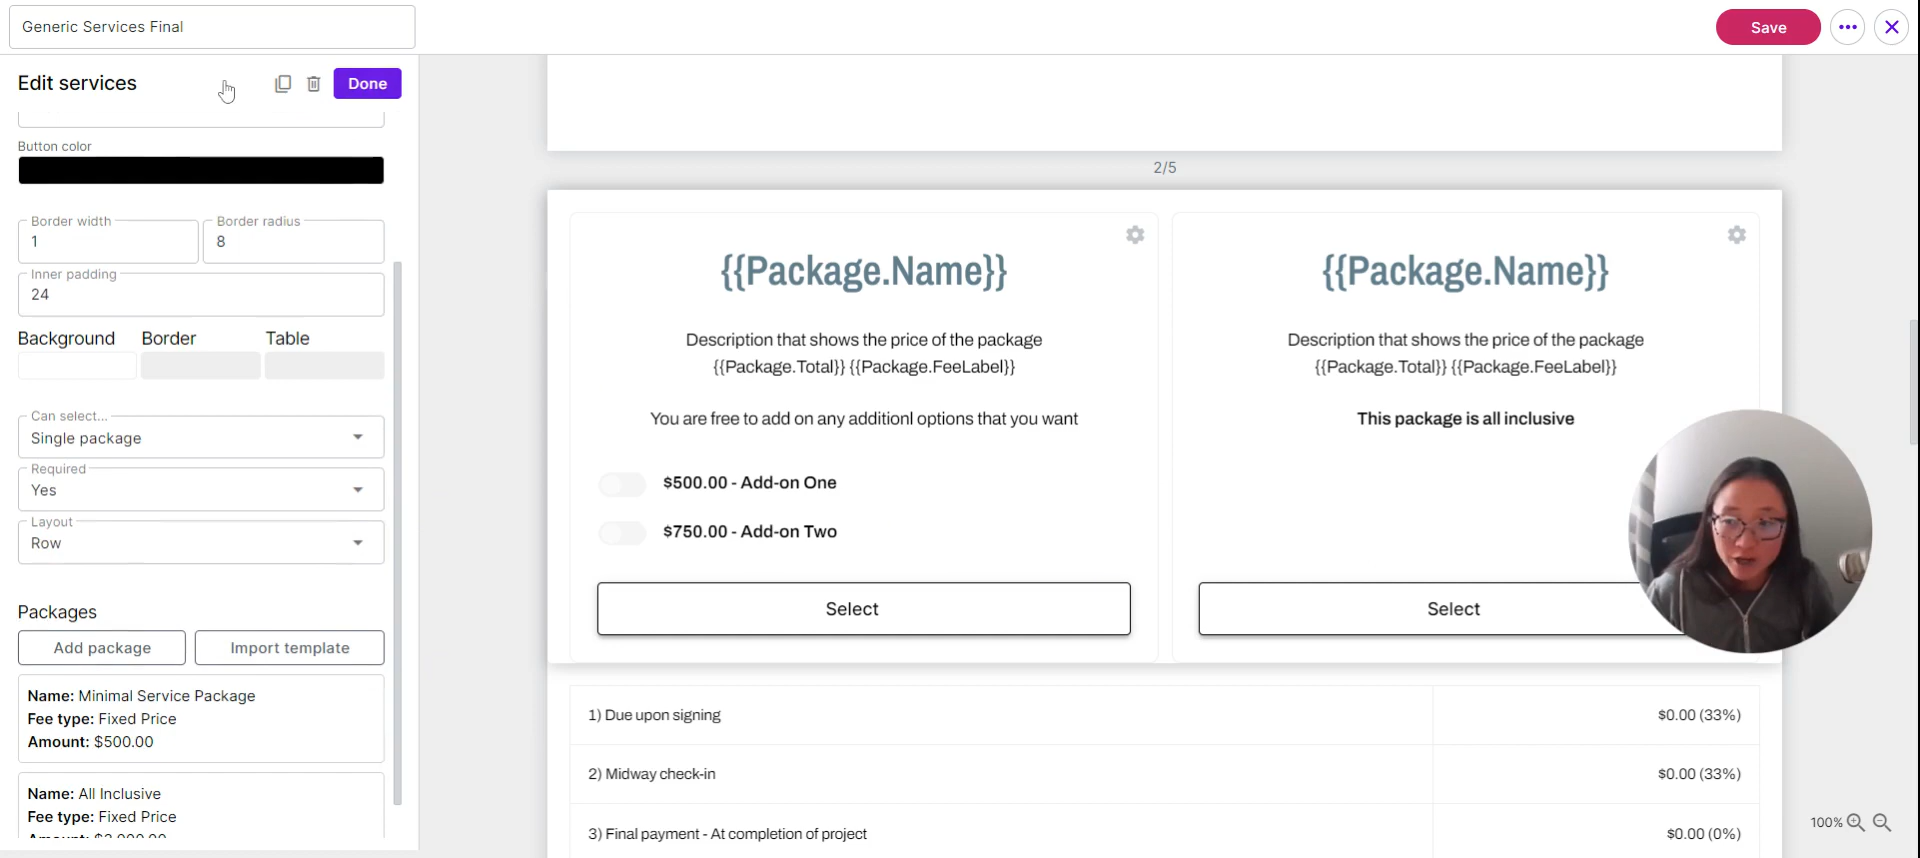 Generic Services Final
Save
Edit services
Done
Button color
Border width
1
Border radius
8
Inner padding
24
Background
Border
Table
Can select...
Single package
Required
Yes
Layout
Row
Packages
Add package
Import template
Name: Minimal Service Package
Fee type: Fixed Price
Amount: $500.00
Name: All Inclusive
Fee type: Fixed Price
2/5
{{Package.Name}}
Description that shows the price of the package
{{Package.Total}} {{Package.FeeLabel}}
You are free to add on any additionl options that you want
$500.00 - Add-on One
$750.00 - Add-on Two
Select
{{Package.Name}}
Description that shows the price of the package
{{Package.Total}} {{Package.FeeLabel}}
This package is all inclusive
Select
1) Due upon signing
$0.00 (33%)
2) Midway check-in
$0.00 (33%)
3) Final payment - At completion of project
$0.00 (0%)
100%